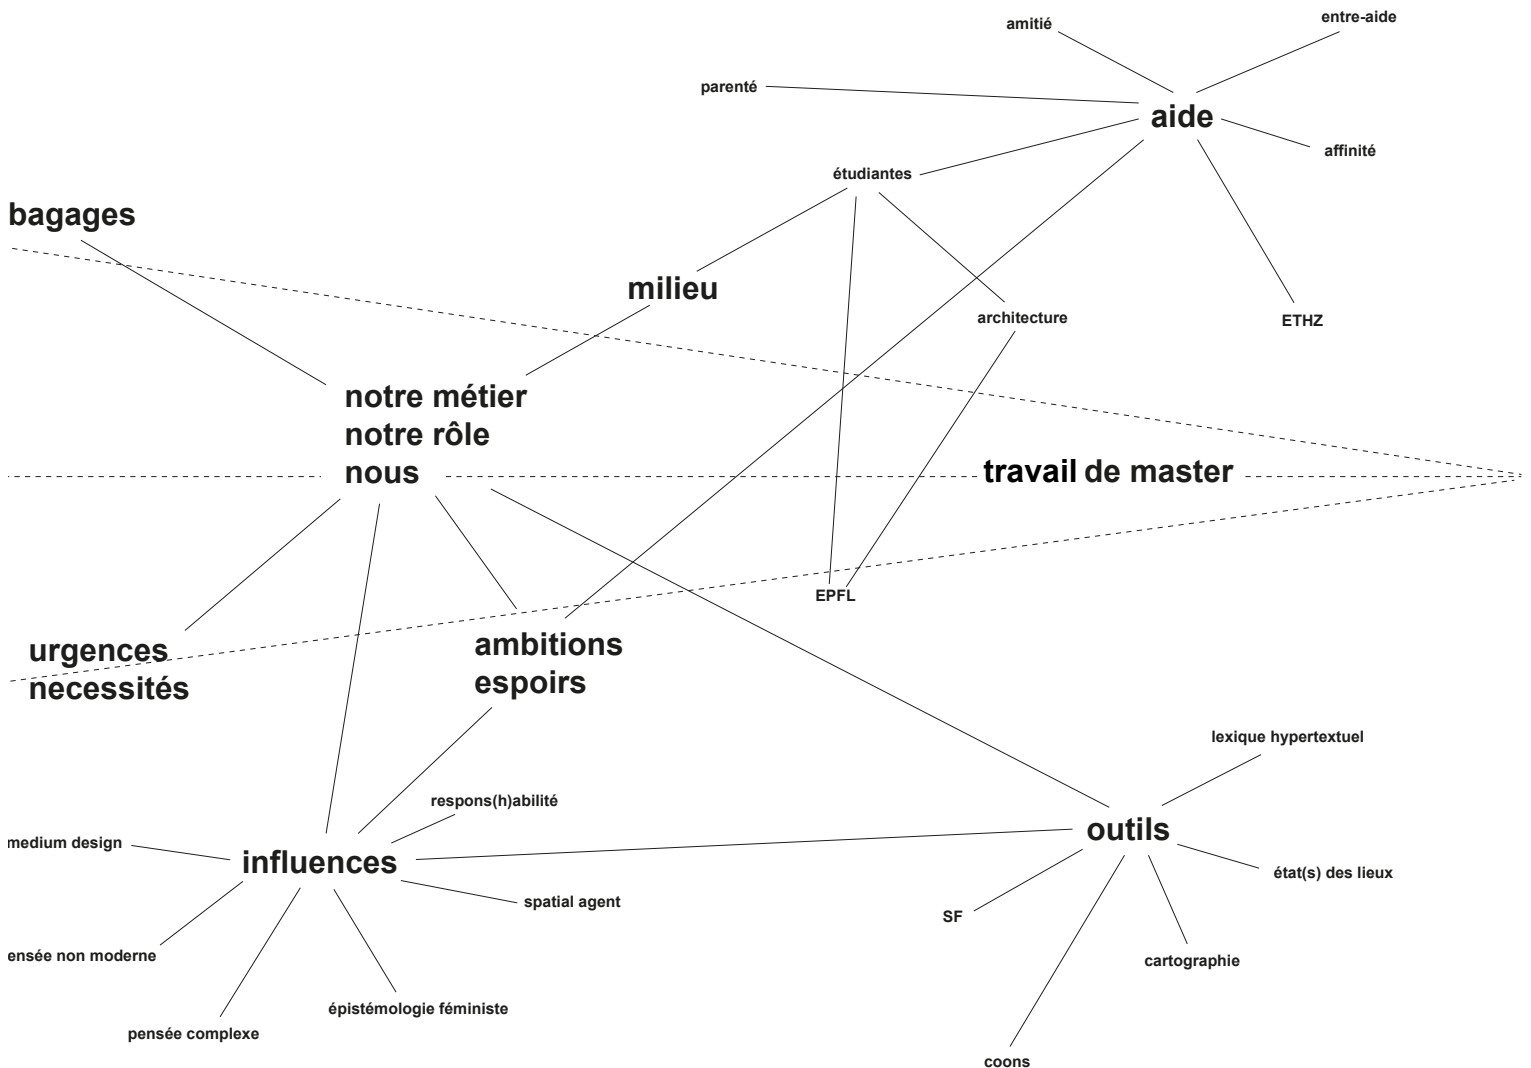 entre-aide
amitié
parenté
aide
affinité
étudiantes
bagages
milieu
architecture
ETHZ
notre métier
notre rôle
nous
travail de master
EPFL
urgences
necessités
ambitions
espoirs
lexique hypertextuel
respons(h)abilité
outils
medium design
influences
état(s) des lieux
spatial agent
SF
ensée non moderne
cartographie
épistémologie féministe
pensée complexe
coons